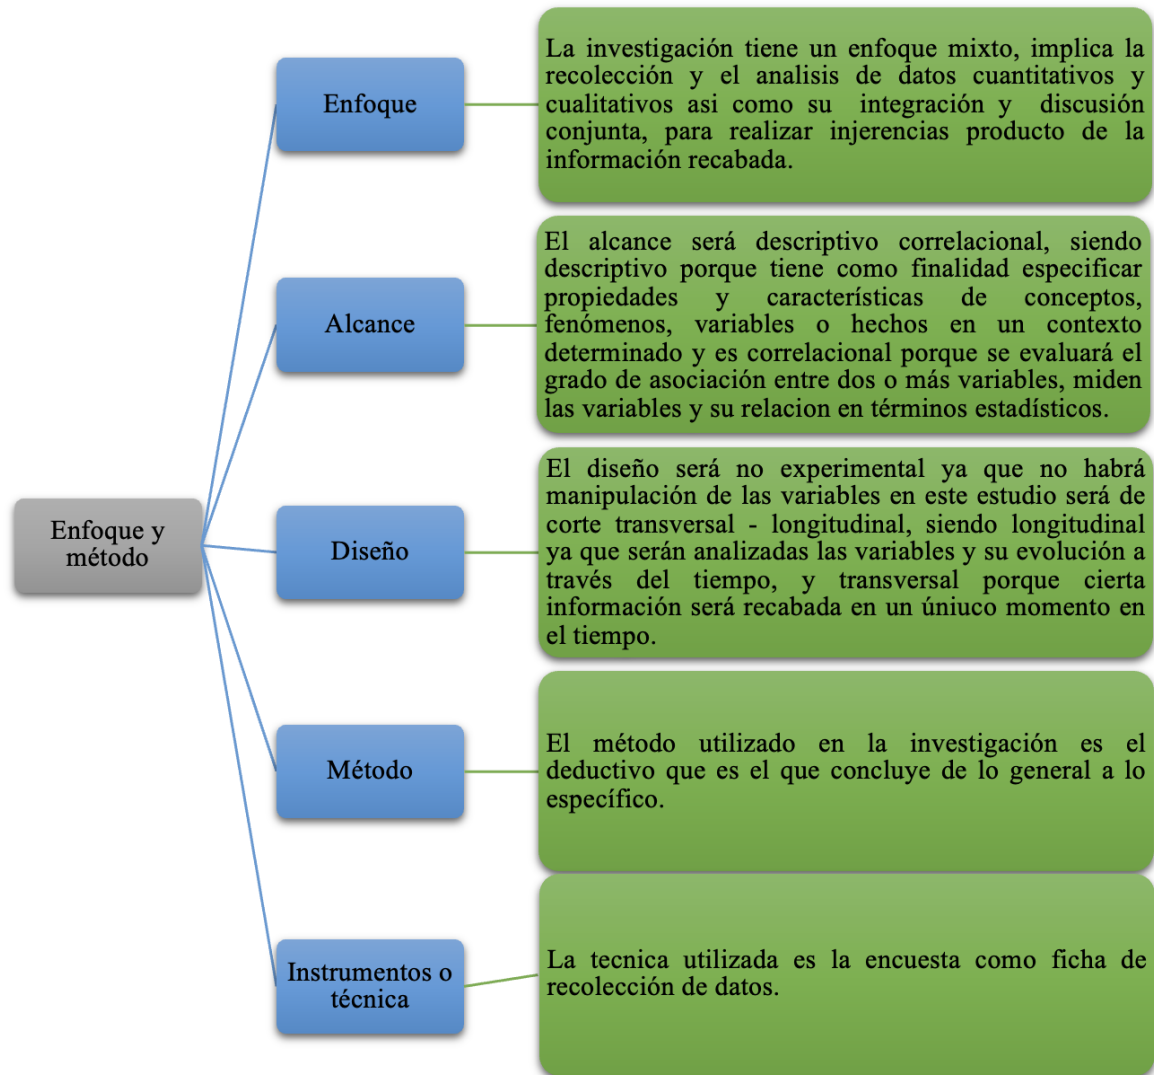 Enfoque y
método
Enfoque
La investigación tiene un enfoque mixto, implica la
recolección y el analisis de datos cuantitativos y
cualitativos asi como su integración y discusión
conjunta, para realizar injerencias producto de la
información recabada.
Alcance
El alcance será descriptivo correlacional, siendo
descriptivo porque tiene como finalidad especificar
propiedades y características de conceptos,
fenómenos, variables o hechos en un contexto
determinado y es correlacional porque se evaluará el
grado de asociación entre dos o más variables, miden
las variables y su relacion en términos estadísticos.
Diseño
El diseño será no experimental ya que no habrá
manipulación de las variables en este estudio será de
corte transversal - longitudinal, siendo longitudinal
ya que serán analizadas las variables y su evolución a
través del tiempo, y transversal porque cierta
información será recabada en un úniuco momento en
el tiempo.
Método
El método utilizado en la investigación es el
deductivo que es el que concluye de lo general a lo
específico.
Instrumentos o
técnica
La tecnica utilizada es la encuesta como ficha de
recolección de datos.